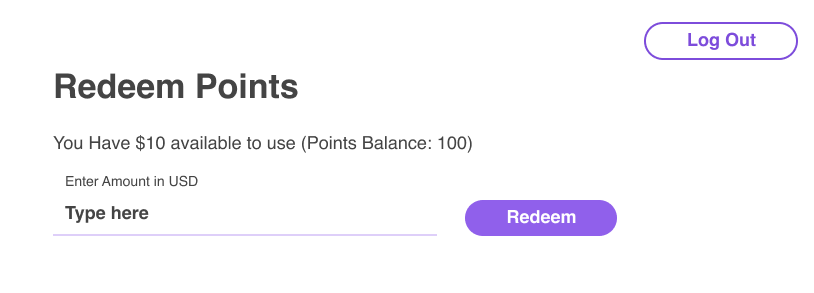 Log Out
Redeem Points
You Have $10 available to use (Points Balance: 100)
Enter Amount in USD
Type here
Redeem